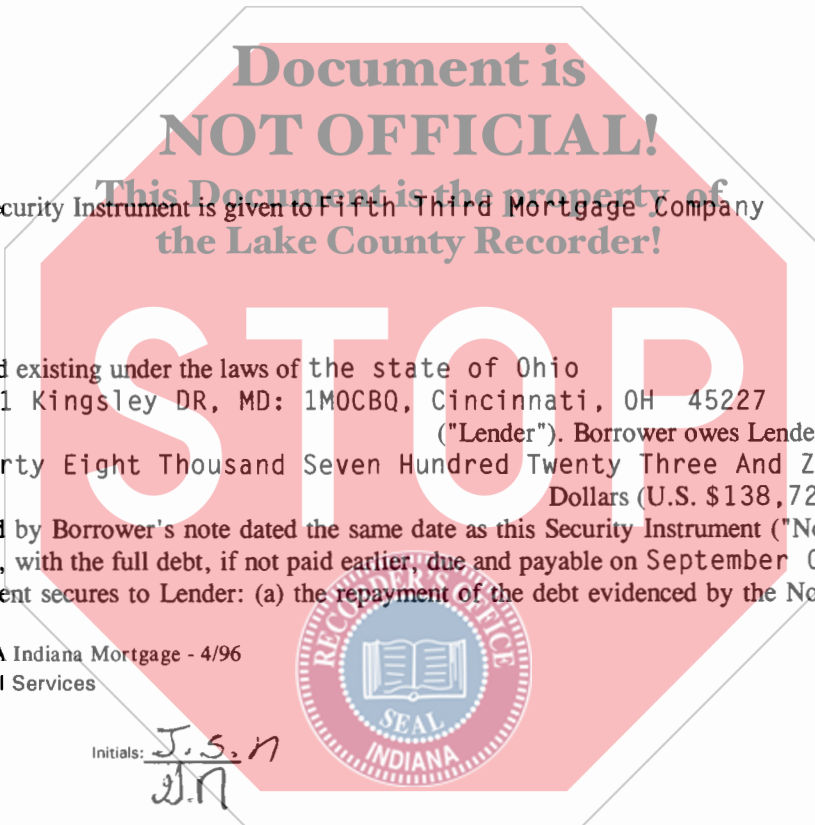 Document is
NOT OFFICIAL!
This Document is the property of
curity Instrument is given to Fifth Third Mortgage Company
the Lake County Recorder!
STOP
d existing under the laws of the state of Ohio
1 Kingsley DR, MD: 1MOCBQ, Cincinnati, OH 45227
("Lender"). Borrower owes Lende
rty Eight Thousand Seven Hundred Twenty Three And Z
Dollars (U.S. $138,72
d by Borrower's note dated the same date as this Security Instrument ("No
, with the full debt, if not paid earlier, due and payable on September 0
ent secures to Lender: (a) the repayment of the debt evidenced by the No
RECORDER'S OFFICE
SEAL
INDIANA
A Indiana Mortgage - 4/96
l Services
Initials: J.S.n